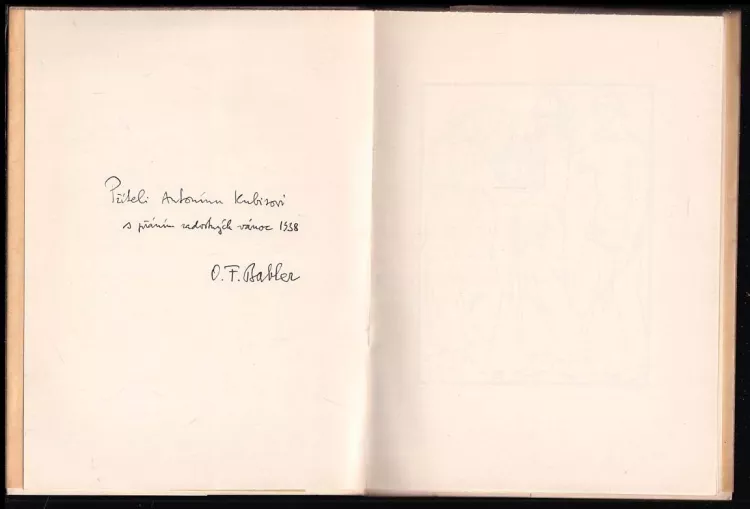 Příteli Antonínu Kubisovi
s přáním radostných vánoc 1938
O. F. Babler